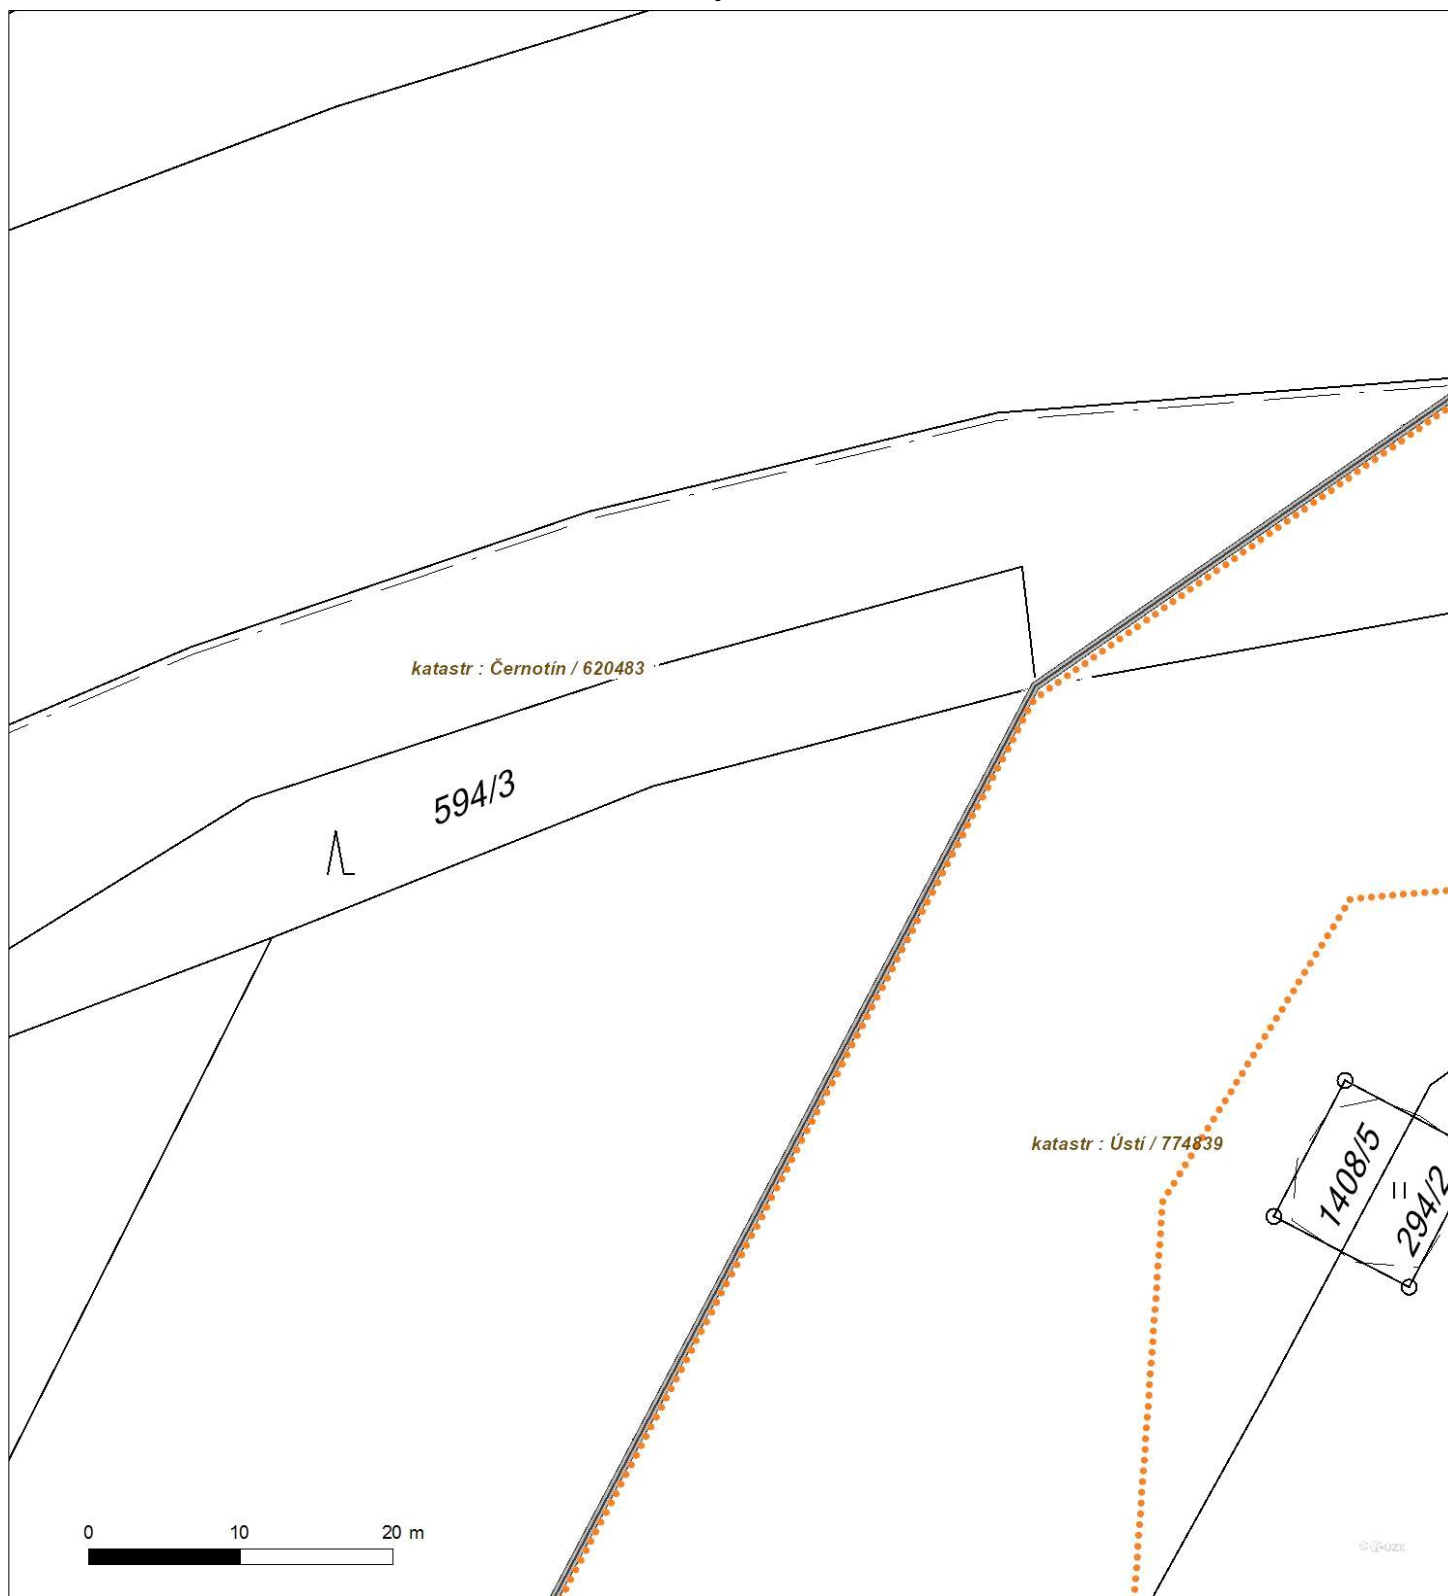 katastr : Černotín / 620483
594/3
katastr : Ústí / 774839
1408/5
294/2
0 10 20 m